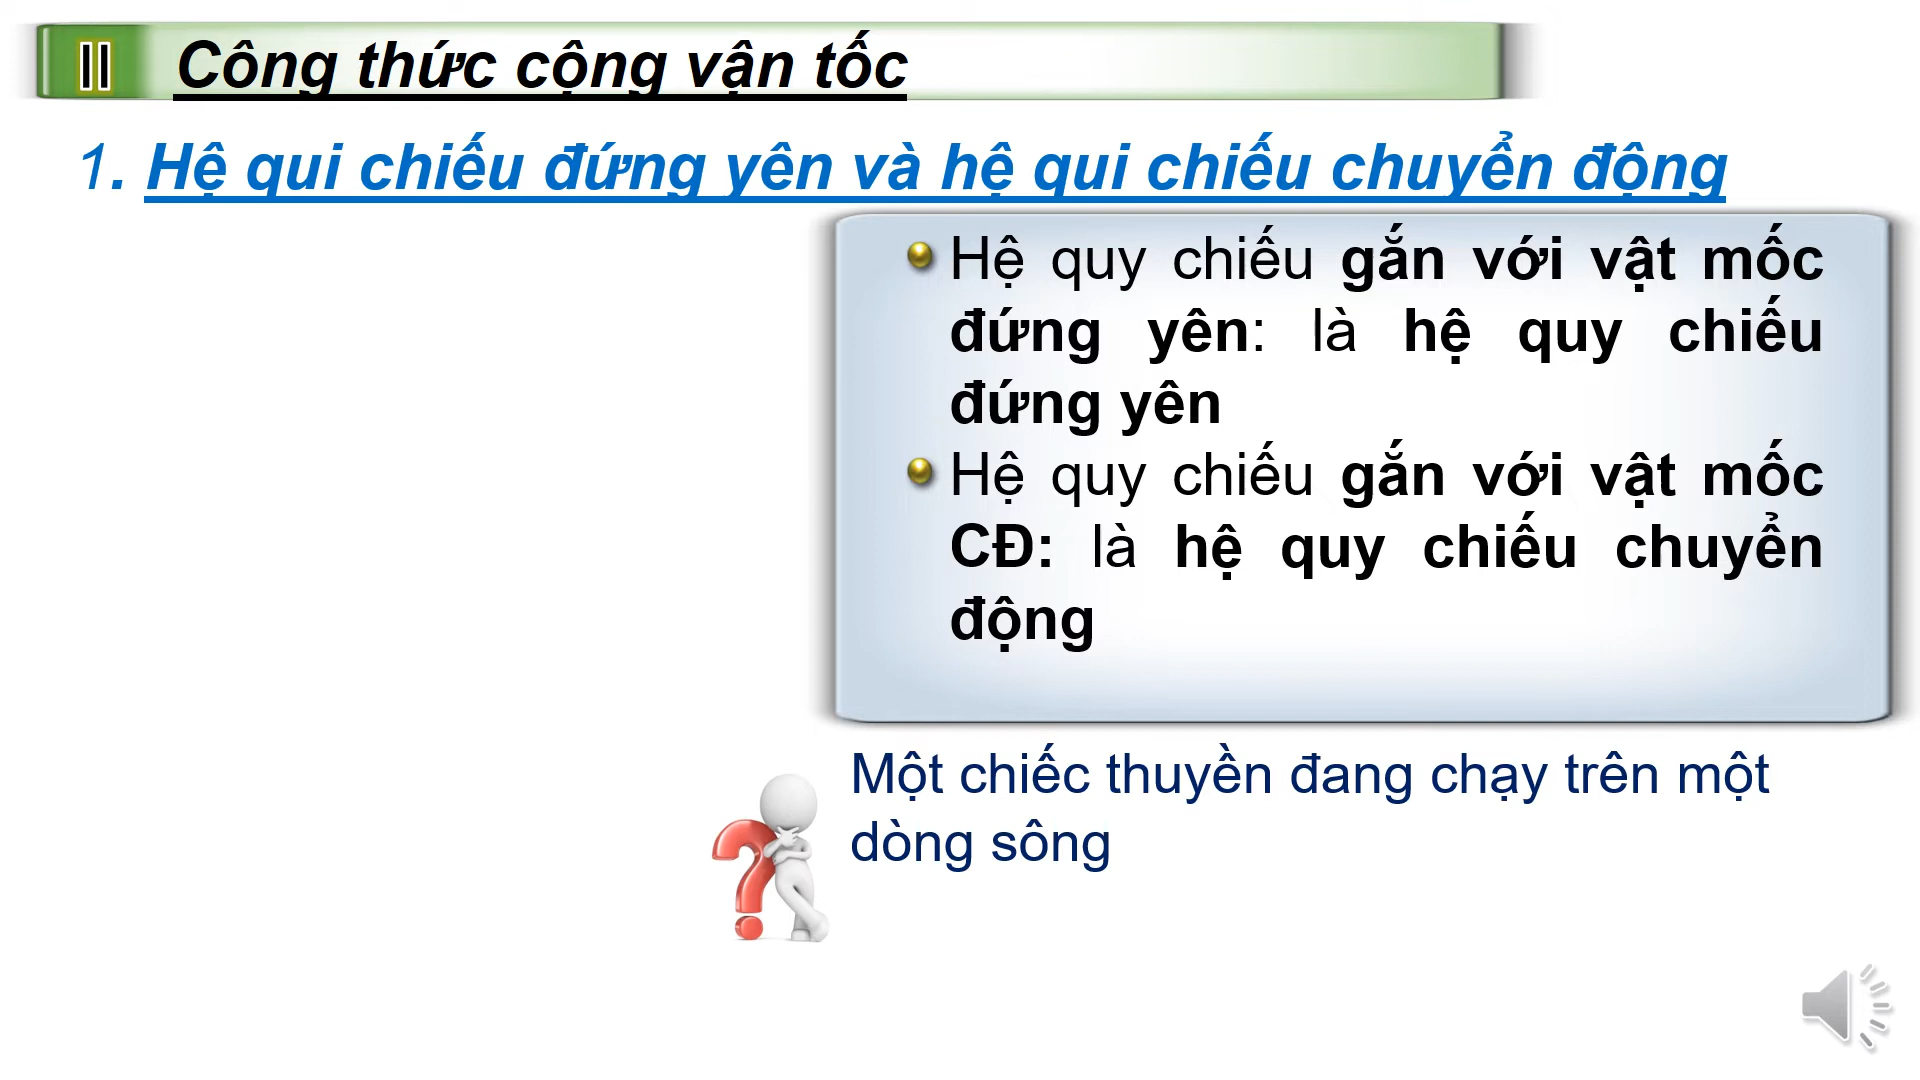 II Công thức cộng vận tốc
1. Hệ qui chiếu đứng yên và hệ qui chiếu chuyển động
Hệ quy chiếu gắn với vật mốc
đứng yên: là hệ quy chiếu
đứng yên
Hệ quy chiếu gắn với vật mốc
CĐ: là hệ quy chiếu chuyển
động
Một chiếc thuyền đang chạy trên một
dòng sông